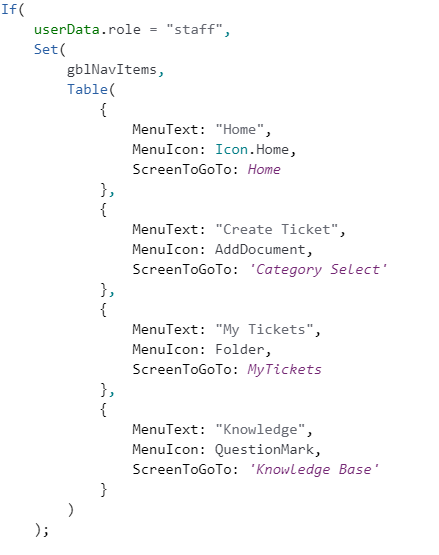 If(
    userData.role = "staff",
    Set(
        gblNavItems,
        Table(
            {
                MenuText: "Home",
                MenuIcon: Icon.Home,
                ScreenToGoTo: Home
            },
            {
                MenuText: "Create Ticket",
                MenuIcon: AddDocument,
                ScreenToGoTo: 'Category Select'
            },
            {
                MenuText: "My Tickets",
                MenuIcon: Folder,
                ScreenToGoTo: MyTickets
            },
            {
                MenuText: "Knowledge",
                MenuIcon: QuestionMark,
                ScreenToGoTo: 'Knowledge Base'
            }
        )
    );